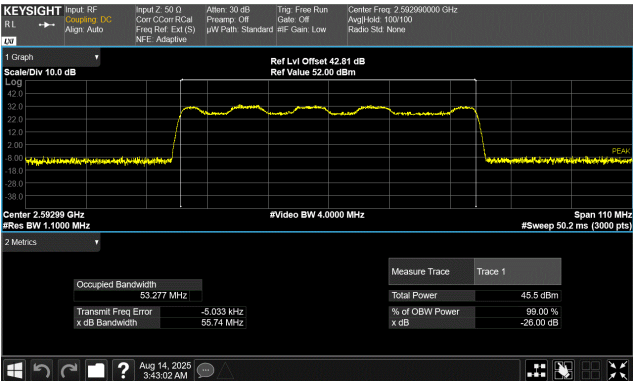 KEYSIGHT Input: RF Input Z: 50 Ω Atten: 30 dB Trig: Free Run Center Freq: 2.592990000 GHz
RL Coupling: DC Corr CCorr RCal Preamp: Off Gate: Off Avg|Hold: 100/100
Align: Auto Freq Ref: Ext (S) µW Path: Standard #IF Gain: Low Radio Std: None
LXI NFE: Adaptive
1 Graph
Ref Lvl Offset 42.81 dB
Scale/Div 10.0 dB Ref Value 52.00 dBm
Log
42.0
32.0
22.0
12.0
2.00
-8.00
PEAK
-18.0
-28.0
-38.0
Center 2.59299 GHz #Video BW 4.0000 MHz Span 110 MHz
#Res BW 1.1000 MHz #Sweep 50.2 ms (3000 pts)
2 Metrics
Measure Trace Trace 1
Occupied Bandwidth
53.277 MHz Total Power 45.5 dBm
Transmit Freq Error -5.033 kHz % of OBW Power 99.00 %
x dB Bandwidth 55.74 MHz x dB -26.00 dB
? Aug 14, 2025
3:43:02 AM